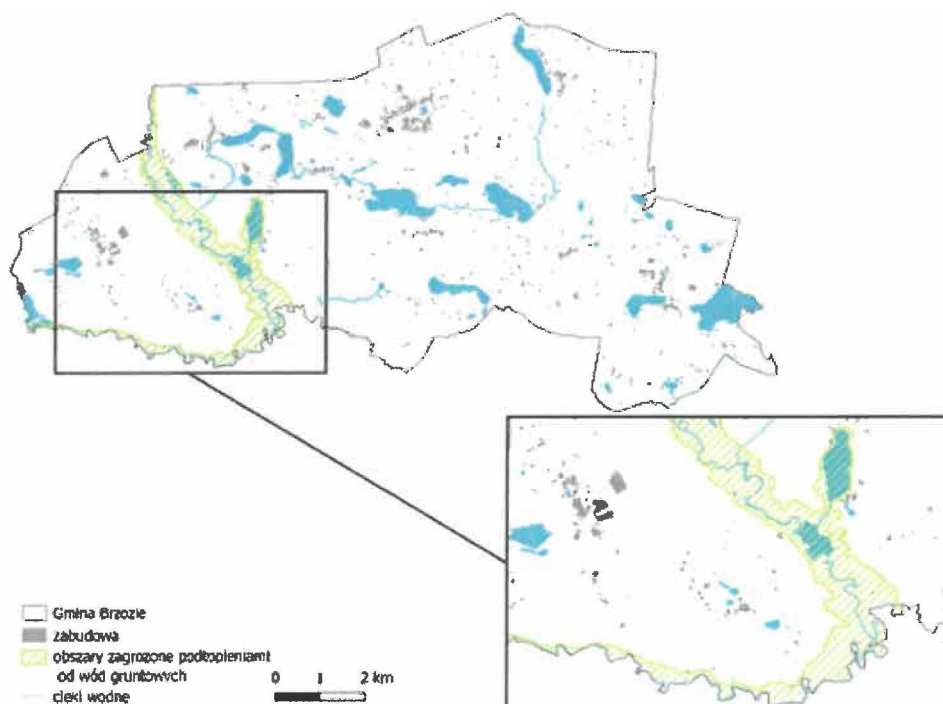 Gmina Brzozie
zabudowa
obszary zagrożone podtopieniami
od wód gruntowych
cieki wodne
0 1 2 km